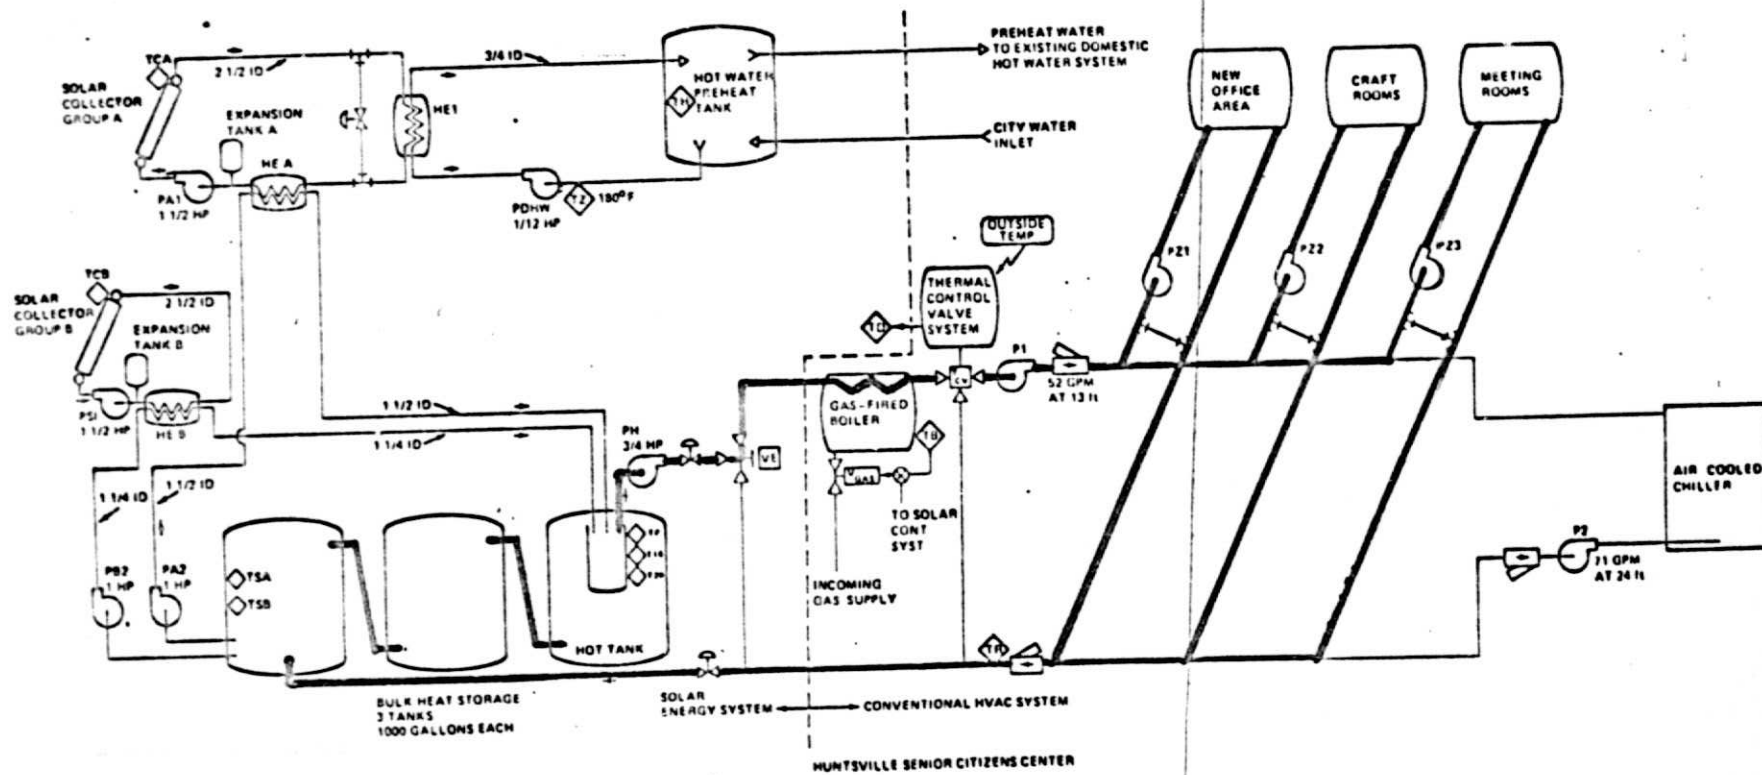 TCA
SOLAR
COLLECTOR
GROUP A
2 1/2 ID
EXPANSION
TANK A
HE1
3/4 ID
HOT WATER
PREHEAT
TANK
TH
PREHEAT WATER
TO EXISTING DOMESTIC
HOT WATER SYSTEM
CITY WATER
INLET
NEW
OFFICE
AREA
CRAFT
ROOMS
MEETING
ROOMS
HE A
PA1
1 1/2 HP
PDHW
1/12 HP
TZ
180°F
OUTSIDE
TEMP
PZ1
PZ2
PZ3
TCB
SOLAR
COLLECTOR
GROUP B
2 1/2 ID
EXPANSION
TANK B
THERMAL
CONTROL
VALVE
SYSTEM
P1
52 GPM
AT 13 ft
1 1/2 HP
HE B
1 1/2 ID
1 1/4 ID
PH
3/4 HP
VE
GAS-FIRED
BOILER
TB
GAS
TO SOLAR
CONT
SYST
INCOMING
GAS SUPPLY
AIR COOLED
CHILLER
P2
71 GPM
AT 24 ft
1 1/4 ID
1 1/2 ID
PB2
1 HP
PA2
1 HP
TSA
TSB
HOT TANK
BULK HEAT STORAGE
3 TANKS
1000 GALLONS EACH
SOLAR
ENERGY SYSTEM
CONVENTIONAL HVAC SYSTEM
HUNTSVILLE SENIOR CITIZENS CENTER